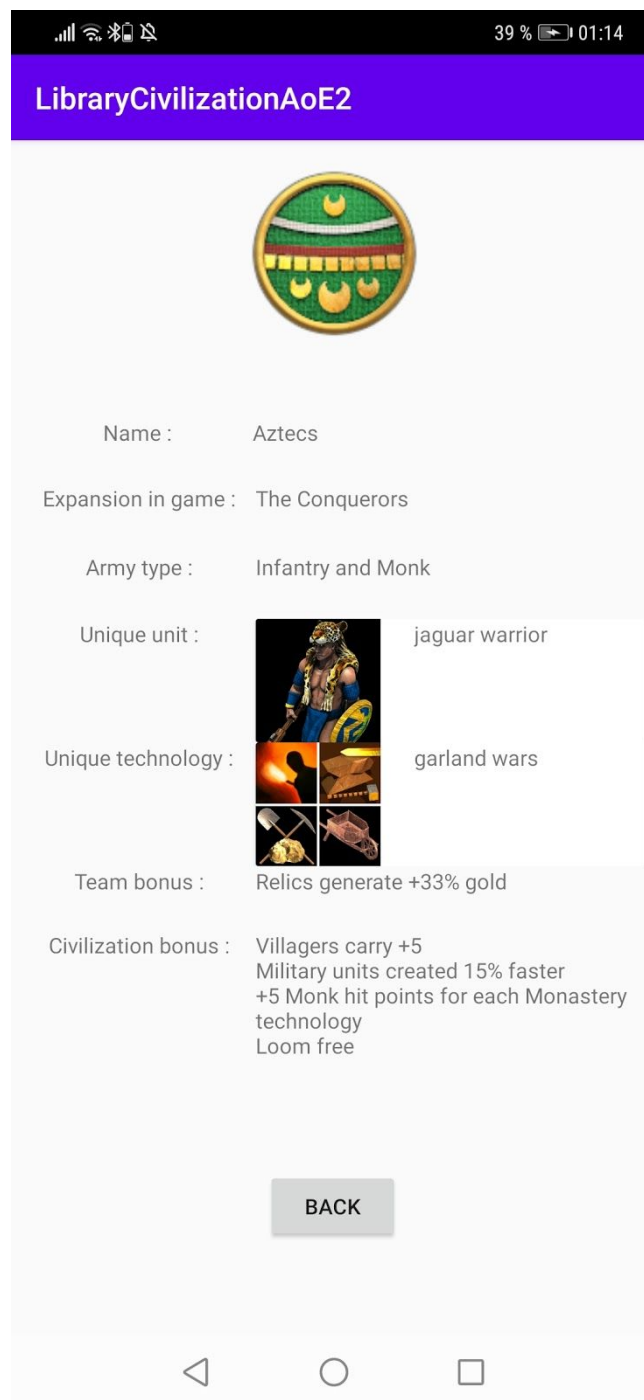 39 % 01:14
LibraryCivilizationAoE2
Name : Aztecs
Expansion in game : The Conquerors
Army type : Infantry and Monk
Unique unit : jaguar warrior
Unique technology : garland wars
Team bonus : Relics generate +33% gold
Civilization bonus : Villagers carry +5
Military units created 15% faster
+5 Monk hit points for each Monastery
technology
Loom free
BACK